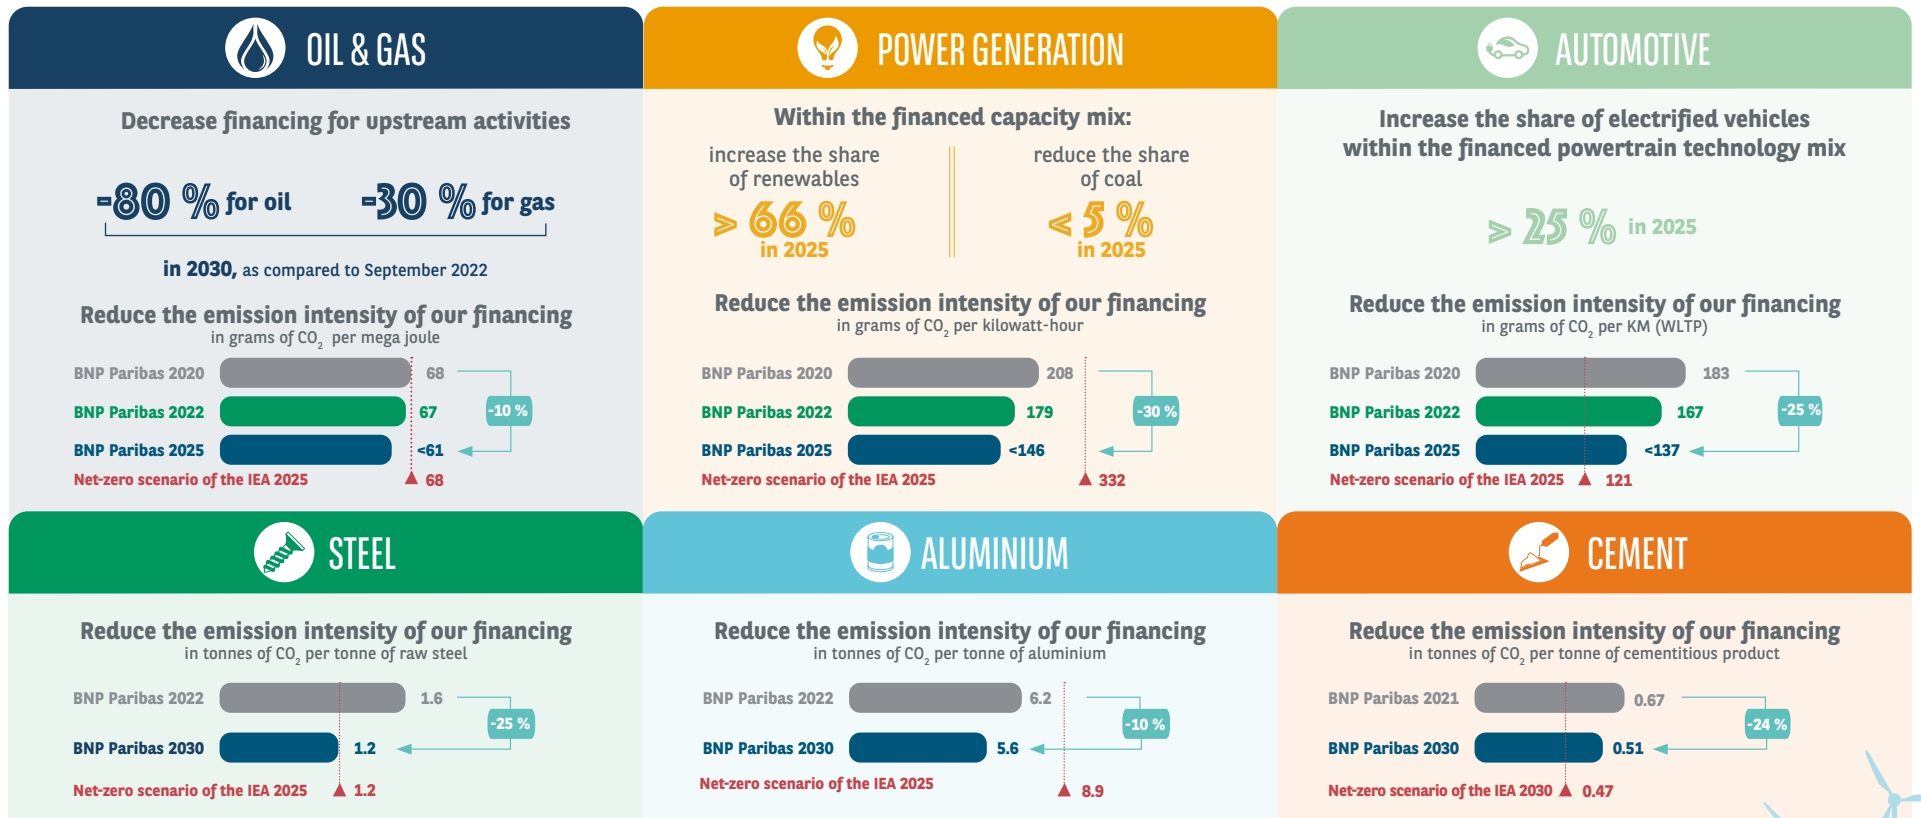 OIL & GAS
Decrease financing for upstream activities
-80 % for oil
-30 % for gas
in 2030, as compared to September 2022
Reduce the emission intensity of our financing
in grams of CO2 per mega joule
BNP Paribas 2020 68
BNP Paribas 2022 67
-10 %
BNP Paribas 2025 <61
Net-zero scenario of the IEA 2025 68
POWER GENERATION
Within the financed capacity mix:
increase the share
of renewables
> 66 %
in 2025
reduce the share
of coal
< 5 %
in 2025
Reduce the emission intensity of our financing
in grams of CO2 per kilowatt-hour
BNP Paribas 2020 208
BNP Paribas 2022 179
-30 %
BNP Paribas 2025 <146
Net-zero scenario of the IEA 2025 332
AUTOMOTIVE
Increase the share of electrified vehicles
within the financed powertrain technology mix
> 25 % in 2025
Reduce the emission intensity of our financing
in grams of CO2 per KM (WLTP)
BNP Paribas 2020 183
BNP Paribas 2022 167
-25 %
BNP Paribas 2025 <137
Net-zero scenario of the IEA 2025 121
STEEL
Reduce the emission intensity of our financing
in tonnes of CO2 per tonne of raw steel
BNP Paribas 2022 1.6
-25 %
BNP Paribas 2030 1.2
Net-zero scenario of the IEA 2025 1.2
ALUMINIUM
Reduce the emission intensity of our financing
in tonnes of CO2 per tonne of aluminium
BNP Paribas 2022 6.2
-10 %
BNP Paribas 2030 5.6
Net-zero scenario of the IEA 2025 8.9
CEMENT
Reduce the emission intensity of our financing
in tonnes of CO2 per tonne of cementitious product
BNP Paribas 2021 0.67
-24 %
BNP Paribas 2030 0.51
Net-zero scenario of the IEA 2030 0.47